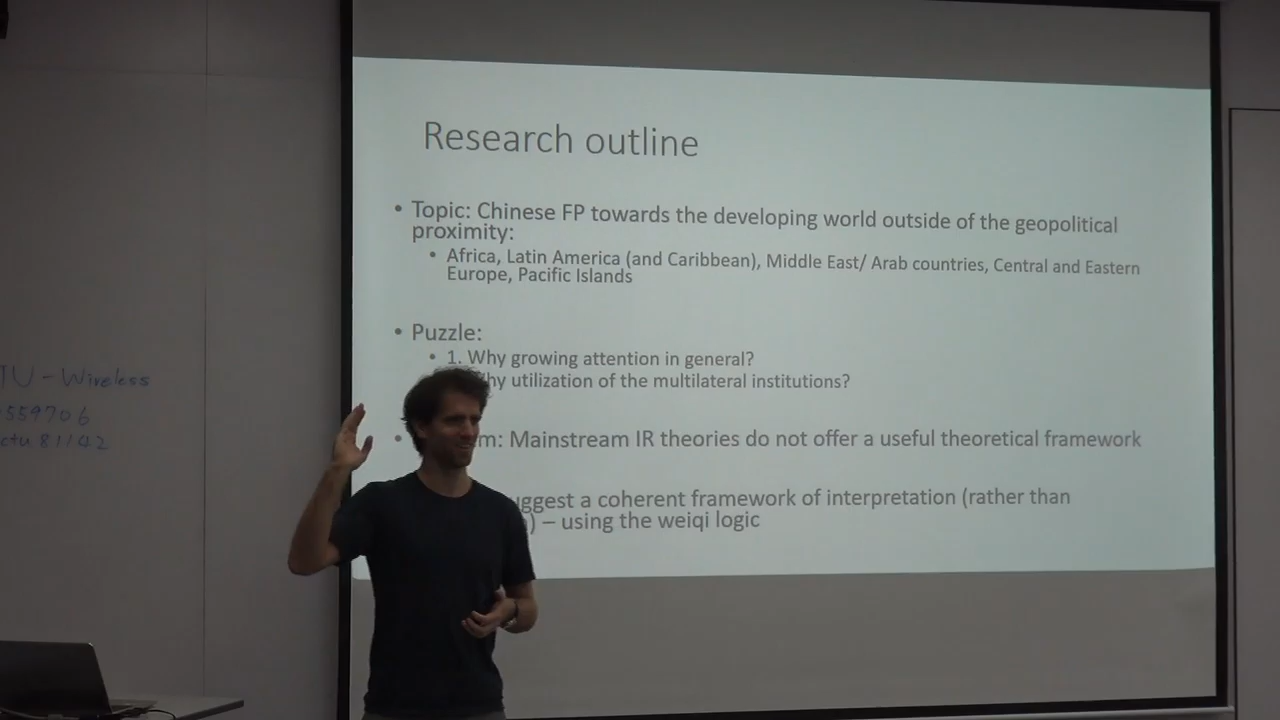 Research outline
• Topic: Chinese FP towards the developing world outside of the geopolitical
proximity:
• Africa, Latin America (and Caribbean), Middle East/ Arab countries, Central and Eastern
Europe, Pacific Islands
• Puzzle:
• 1. Why growing attention in general?
utilization of the multilateral institutions?
• Mainstream IR theories do not offer a useful theoretical framework
a coherent framework of interpretation (rather than
– using the weiqi logic
TU - Wireless
559706
ctu 81142